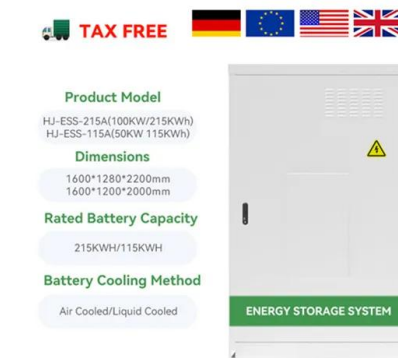 TAX FREE
Product Model
HJ-ESS-215A(100KW/215KWh)
HJ-ESS-115A(50KW 115KWh)
Dimensions
1600*1280*2200mm
1600*1200*2000mm
Rated Battery Capacity
215KWH/115KWH
Battery Cooling Method
Air Cooled/Liquid Cooled
ENERGY STORAGE SYSTEM